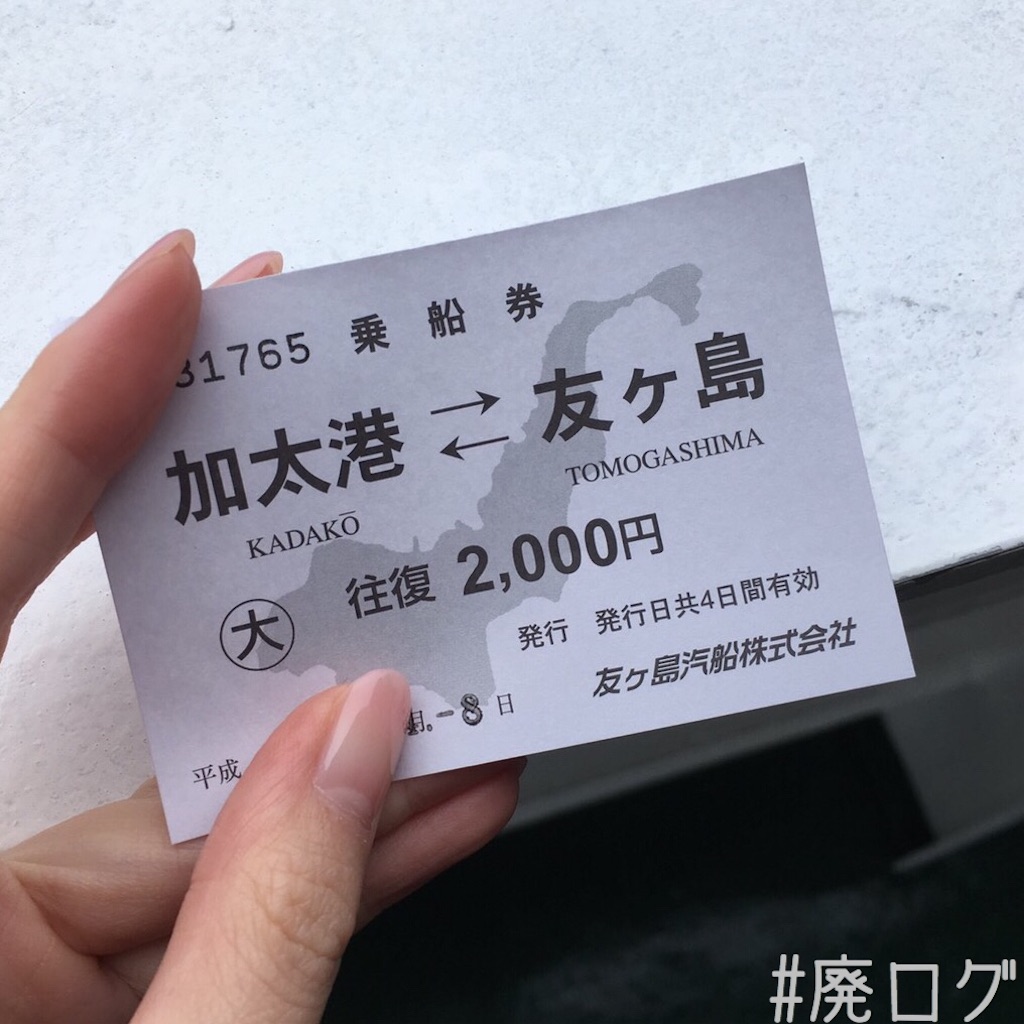 31765 乗船券
加太港 ⇄ 友ヶ島
KADAKŌ TOMOGASHIMA
往復 2,000円
大 発行 発行日共4日間有効
友ヶ島汽船株式会社
平成 月.-8日
#廃ログ